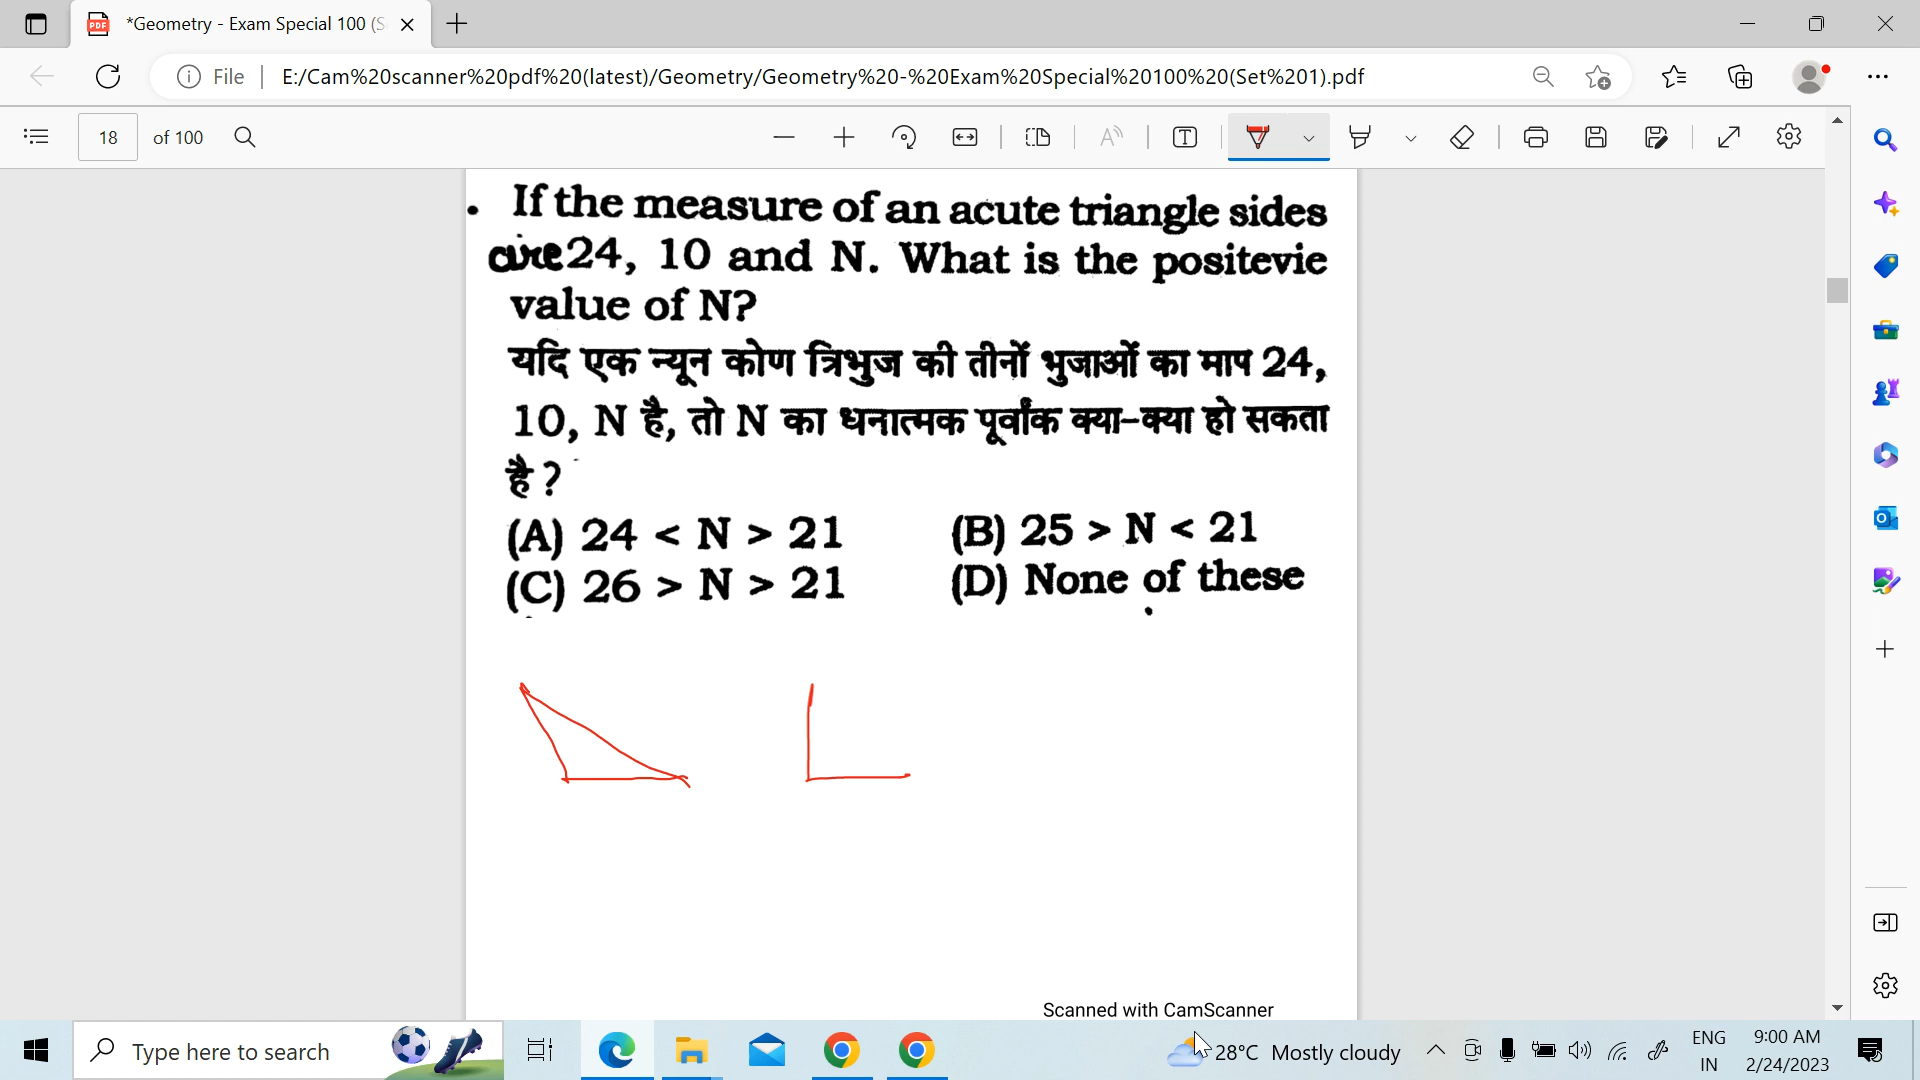 *Geometry - Exam Special 100 (S
File
E:/Cam%20scanner%20pdf%20(latest)/Geometry/Geometry%20-%20Exam%20Special%20100%20(Set%201).pdf
18 of 100
. If the measure of an acute triangle sides
are 24, 10 and N. What is the positevie
value of N?
यदि एक न्यून कोण त्रिभुज की तीनों भुजाओं का माप 24,
10, N है, तो N का धनात्मक पूर्वांक क्या-क्या हो सकता
है ?
(A) 24 < N > 21 (B) 25 > N < 21
(C) 26 > N > 21 (D) None of these
Scanned with CamScanner
Type here to search
28°C Mostly cloudy
ENG 9:00 AM
IN 2/24/2023